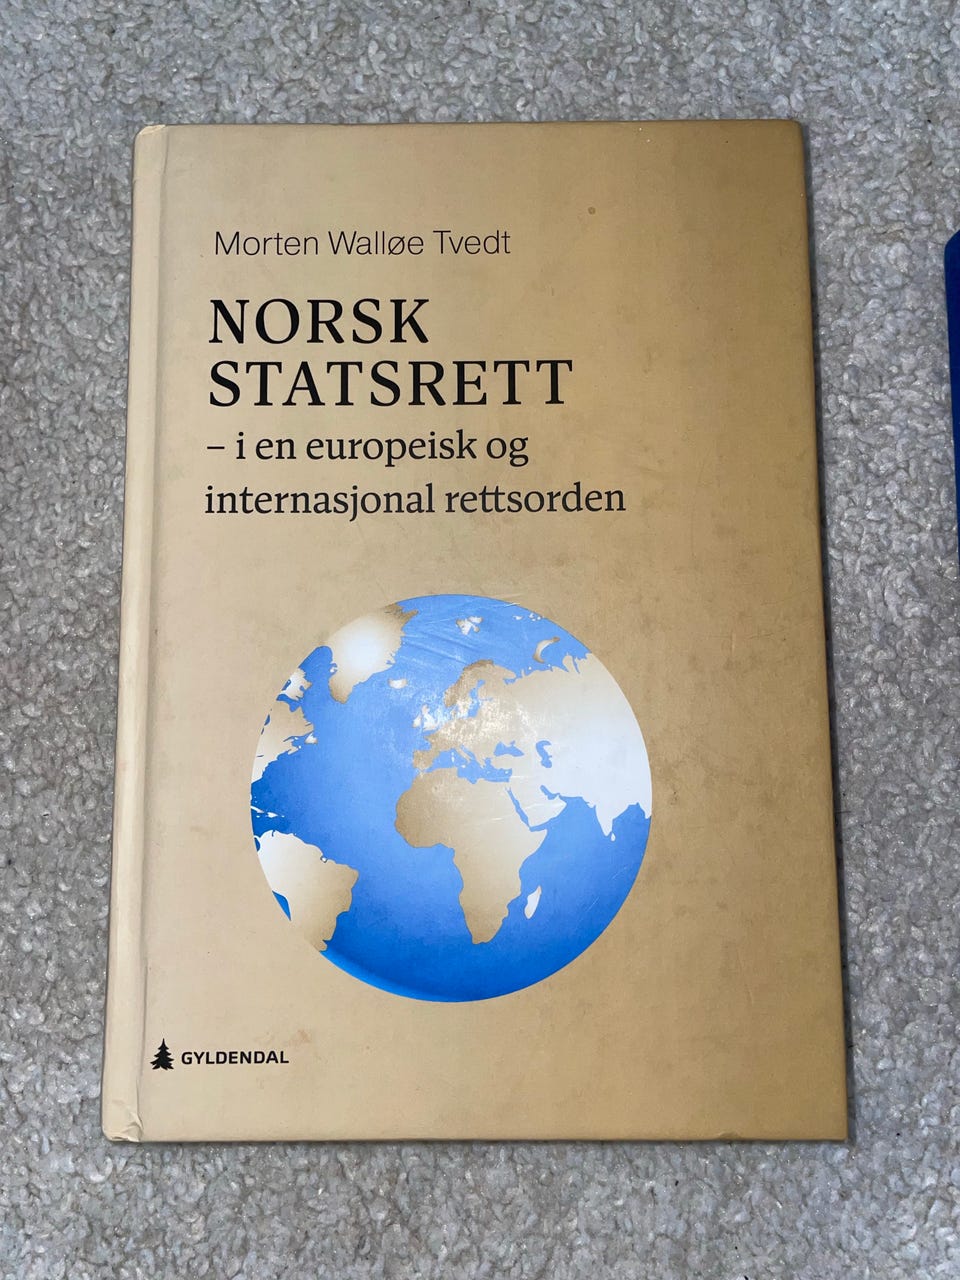 Morten Walløe Tvedt
NORSK
STATSRETT
– i en europeisk og
internasjonal rettsorden
GYLDENDAL